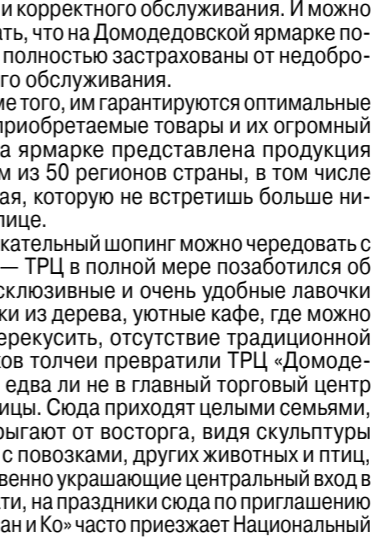 и корректного обслуживания. И можно
ать, что на Домодедовской ярмарке по-
полностью застрахованы от недобро-
го обслуживания.
ме того, им гарантируются оптимальные
приобретаемые товары и их огромный
а ярмарке представлена продукция
м из 50 регионов страны, в том числе
ая, которую не встретишь больше ни-
лице.
кательный шопинг можно чередовать с
— ТРЦ в полной мере позаботился об
склюзивные и очень удобные лавочки
ки из дерева, уютные кафе, где можно
ерекусить, отсутствие традиционной
ков толчеи превратили ТРЦ «Домоде-
едва ли не в главный торговый центр
ицы. Сюда приходят целыми семьями,
рыгают от восторга, видя скульптуры
с повозками, других животных и птиц,
венно украшающие центральный вход в
ати, на праздники сюда по приглашению
ан и Ко» часто приезжает Национальный